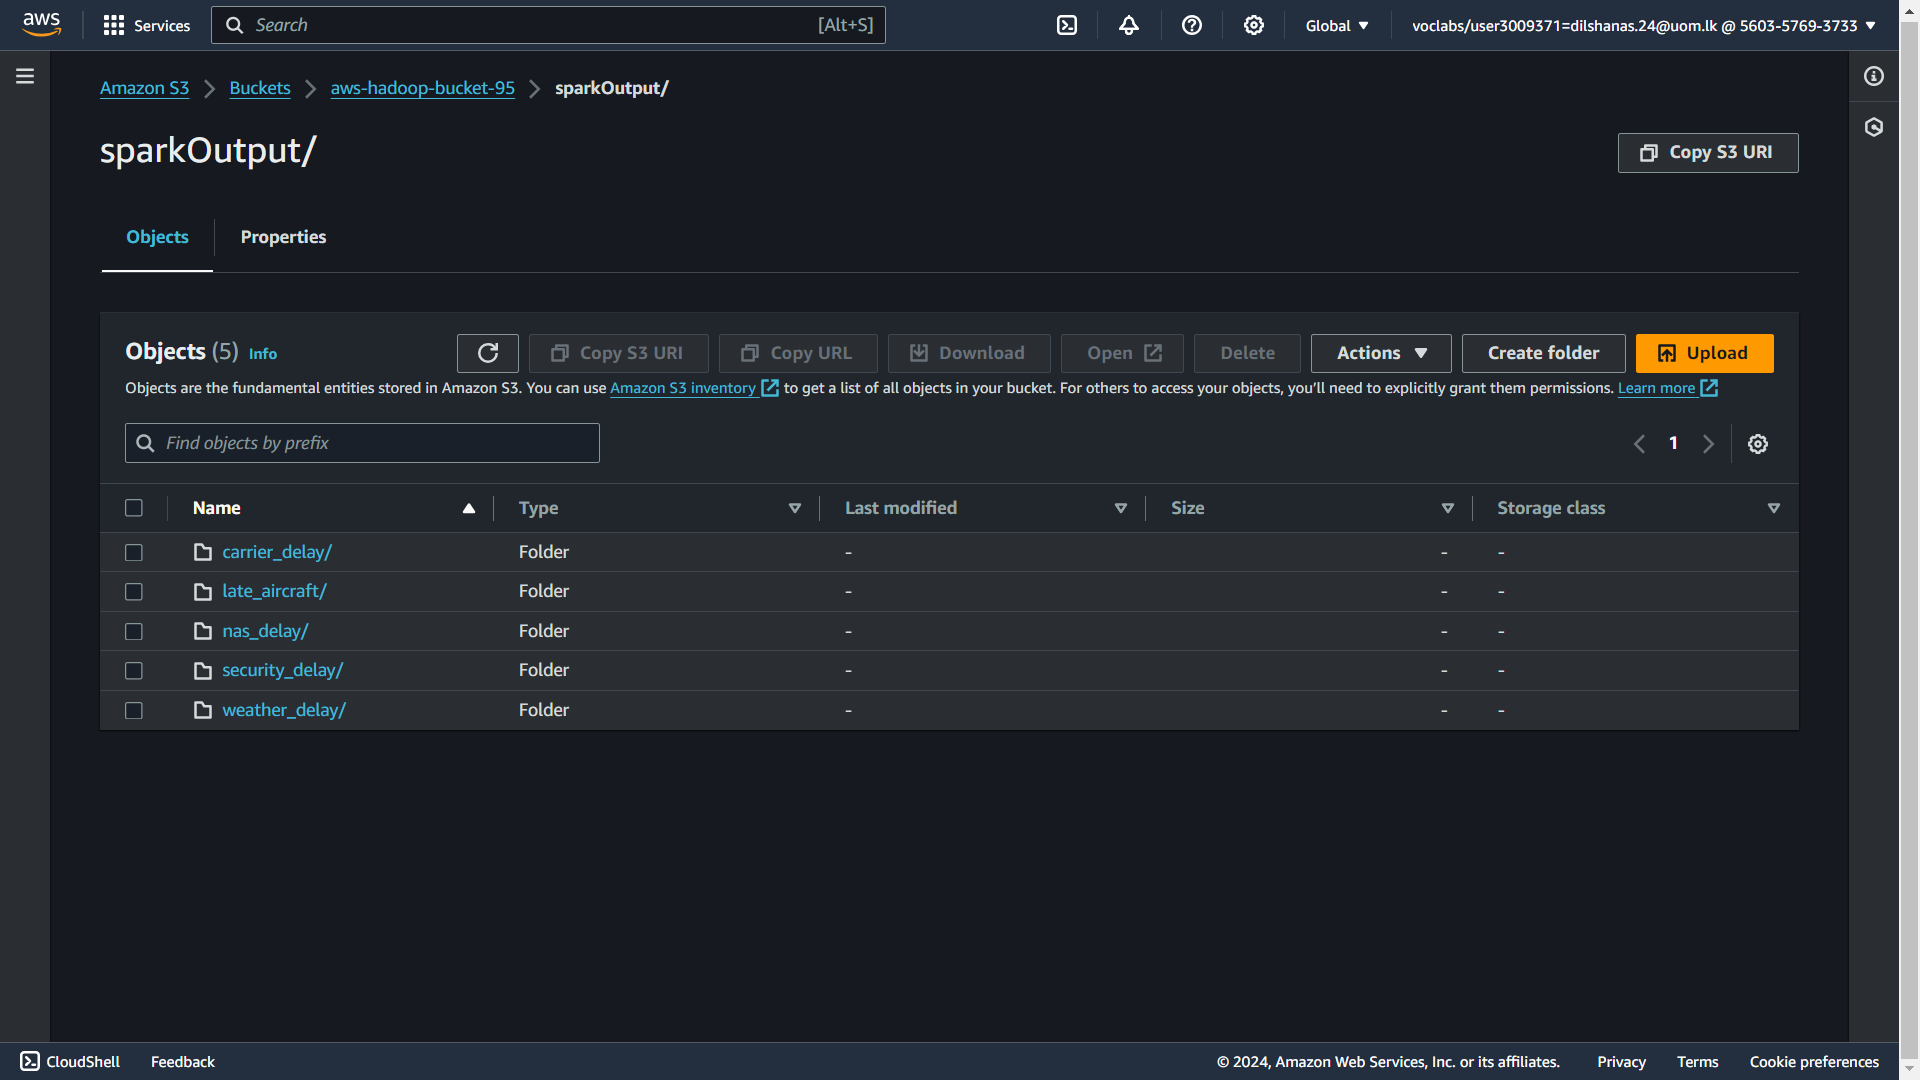 aws Services Search [Alt+S] Global voclabs/user3009371=dilshanas.24@uom.lk @ 5603-5769-3733
Amazon S3 Buckets aws-hadoop-bucket-95 sparkOutput/
sparkOutput/
Copy S3 URI
Objects Properties
Objects (5) Info Copy S3 URI Copy URL Download Open Delete Actions Create folder Upload
Objects are the fundamental entities stored in Amazon S3. You can use Amazon S3 inventory to get a list of all objects in your bucket. For others to access your objects, you'll need to explicitly grant them permissions. Learn more
Find objects by prefix 1
Name Type Last modified Size Storage class
carrier_delay/ Folder - - -
late_aircraft/ Folder - - -
nas_delay/ Folder - - -
security_delay/ Folder - - -
weather_delay/ Folder - - -
CloudShell Feedback © 2024, Amazon Web Services, Inc. or its affiliates. Privacy Terms Cookie preferences